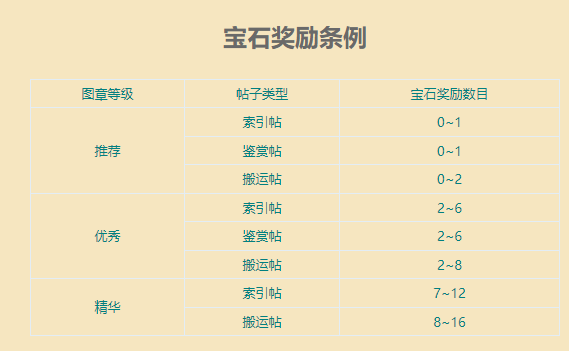 宝石奖励条例
图章等级 帖子类型 宝石奖励数目
推荐 索引帖 0~1
鉴赏帖 0~1
搬运帖 0~2
优秀 索引帖 2~6
鉴赏帖 2~6
搬运帖 2~8
精华 索引帖 7~12
搬运帖 8~16